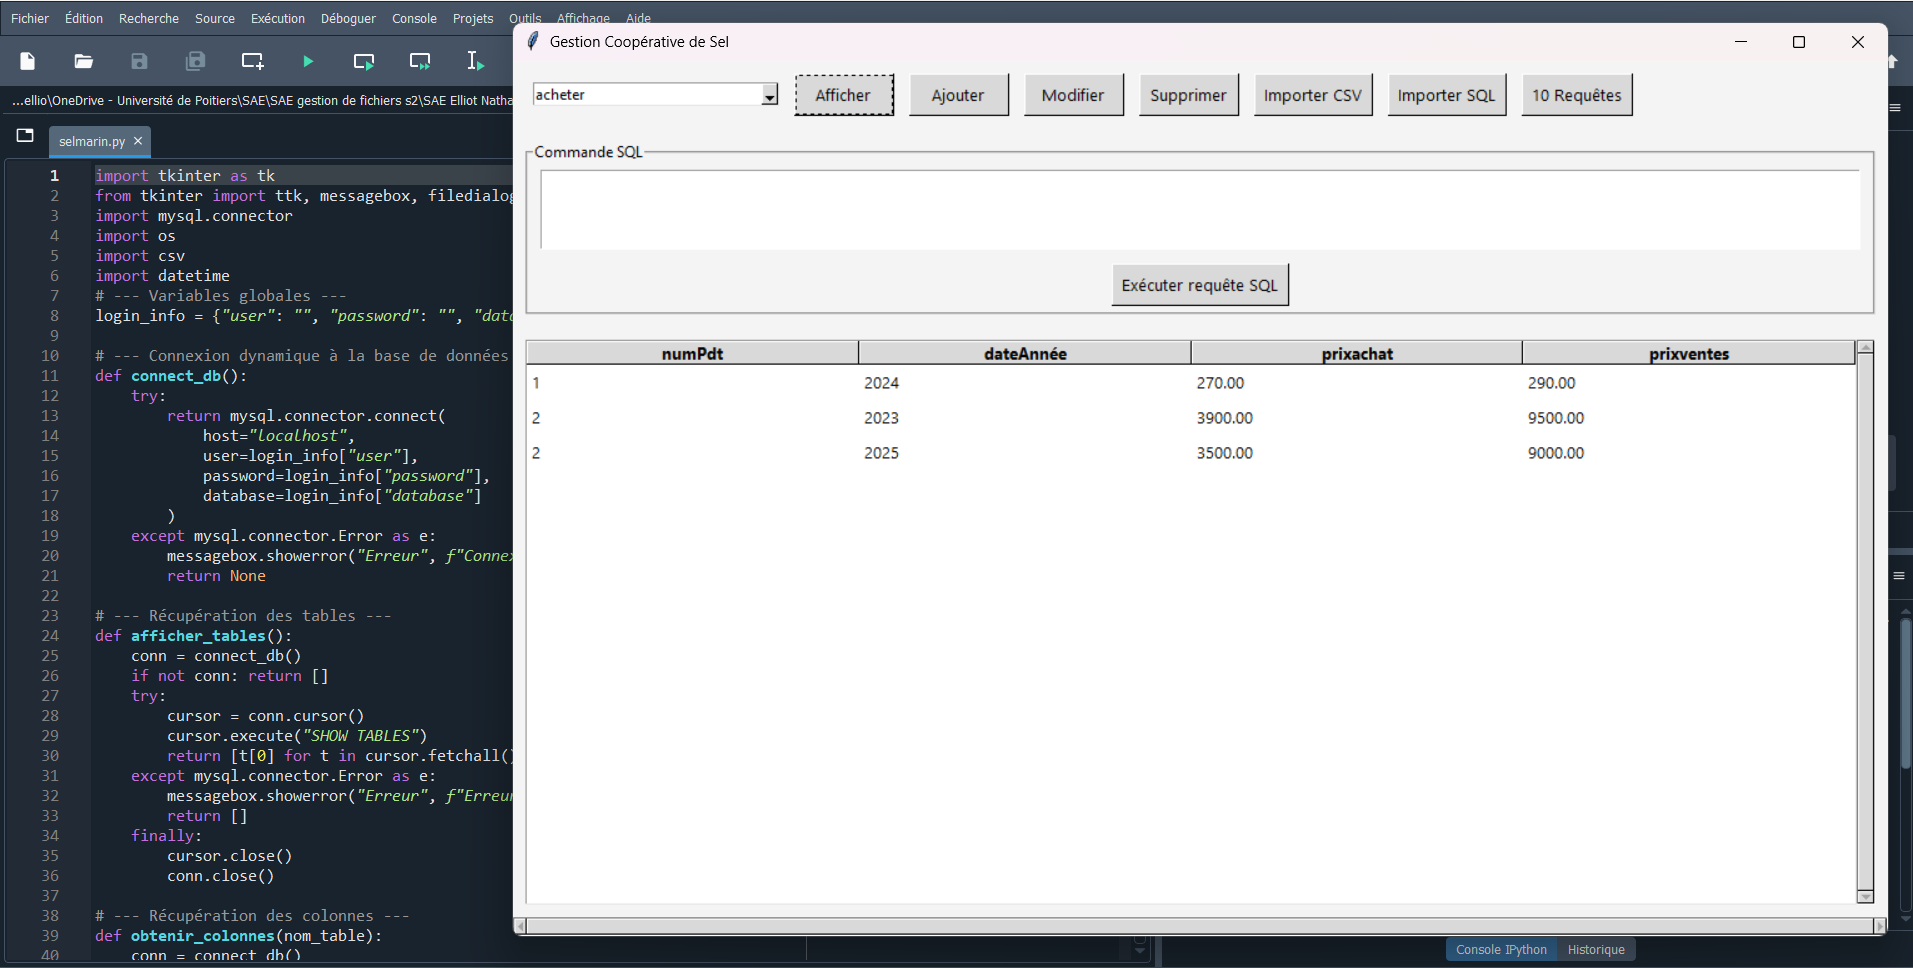 Fichier Édition Recherche Source Exécution Déboguer Console Projets Outils Affichage Aide
...ellio\OneDrive - Université de Poitiers\SAE\SAE gestion de fichiers s2\SAE Elliot Natha
selmarin.py
1 import tkinter as tk
2 from tkinter import ttk, messagebox, filedialog
3 import mysql.connector
4 import os
5 import csv
6 import datetime
7 # --- Variables globales ---
8 login_info = {"user": "", "password": "", "dat
9
10 # --- Connexion dynamique à la base de données
11 def connect_db():
12 try:
13 return mysql.connector.connect(
14 host="localhost",
15 user=login_info["user"],
16 password=login_info["password"],
17 database=login_info["database"]
18 )
19 except mysql.connector.Error as e:
20 messagebox.showerror("Erreur", f"Connex
21 return None
22
23 # --- Récupération des tables ---
24 def afficher_tables():
25 conn = connect_db()
26 if not conn: return []
27 try:
28 cursor = conn.cursor()
29 cursor.execute("SHOW TABLES")
30 return [t[0] for t in cursor.fetchall()
31 except mysql.connector.Error as e:
32 messagebox.showerror("Erreur", f"Erreur
33 return []
34 finally:
35 cursor.close()
36 conn.close()
37
38 # --- Récupération des colonnes ---
39 def obtenir_colonnes(nom_table):
40 conn = connect_db()
Gestion Coopérative de Sel
acheter Afficher Ajouter Modifier Supprimer Importer CSV Importer SQL 10 Requêtes
Commande SQL
Exécuter requête SQL
numPdt dateAnnée prixachat prixventes
1 2024 270.00 290.00
2 2023 3900.00 9500.00
2 2025 3500.00 9000.00
Console IPython Historique